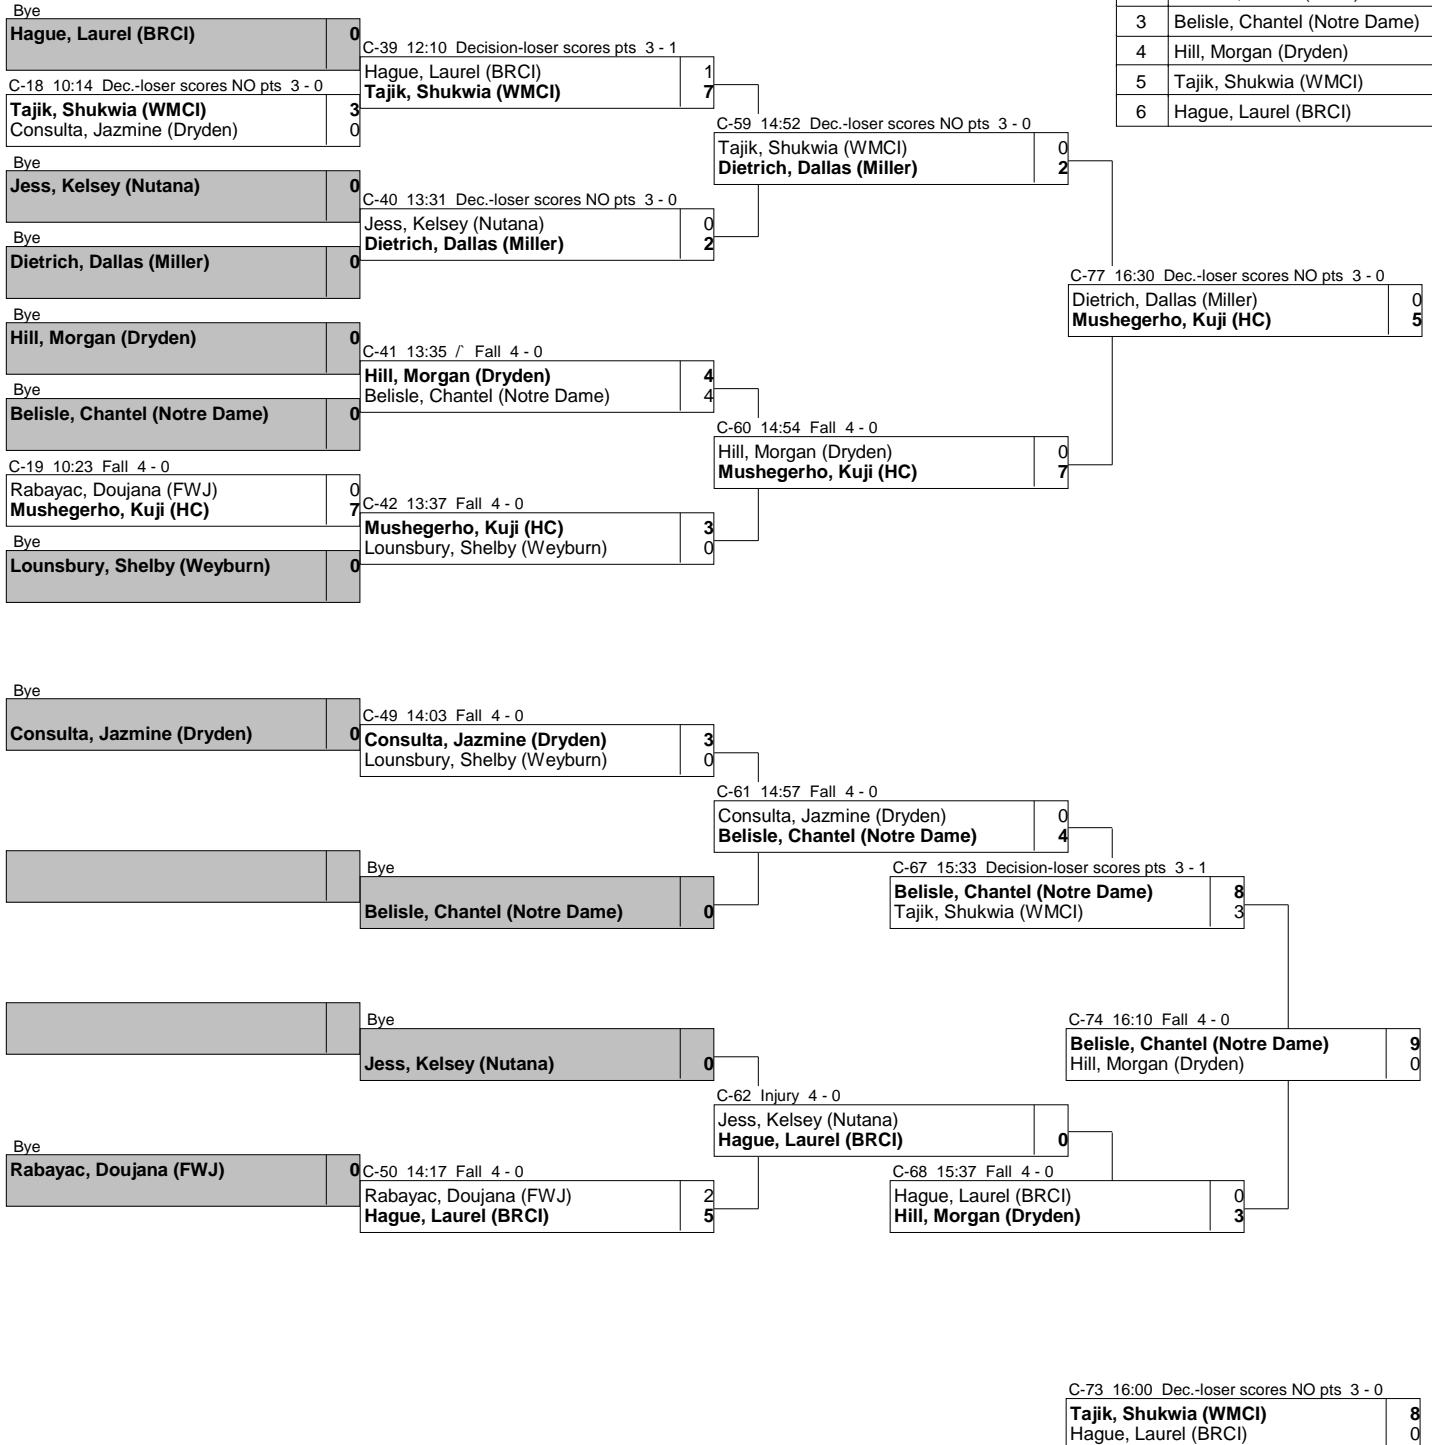 3 Belisle, Chantel (Notre Dame)
4 Hill, Morgan (Dryden)
5 Tajik, Shukwia (WMCI)
6 Hague, Laurel (BRCI)
Bye
Hague, Laurel (BRCI) 0
C-18 10:14 Dec.-loser scores NO pts 3 - 0
Tajik, Shukwia (WMCI) 3
Consulta, Jazmine (Dryden) 0
Bye
Jess, Kelsey (Nutana) 0
Bye
Dietrich, Dallas (Miller) 0
Bye
Hill, Morgan (Dryden) 0
Bye
Belisle, Chantel (Notre Dame) 0
C-19 10:23 Fall 4 - 0
Rabayac, Doujana (FWJ) 0
Mushegerho, Kuji (HC) 7
Bye
Lounsbury, Shelby (Weyburn) 0
C-39 12:10 Decision-loser scores pts 3 - 1
Hague, Laurel (BRCI) 1
Tajik, Shukwia (WMCI) 7
C-40 13:31 Dec.-loser scores NO pts 3 - 0
Jess, Kelsey (Nutana) 0
Dietrich, Dallas (Miller) 2
C-41 13:35 /` Fall 4 - 0
Hill, Morgan (Dryden) 4
Belisle, Chantel (Notre Dame) 4
C-42 13:37 Fall 4 - 0
Mushegerho, Kuji (HC) 3
Lounsbury, Shelby (Weyburn) 0
C-59 14:52 Dec.-loser scores NO pts 3 - 0
Tajik, Shukwia (WMCI) 0
Dietrich, Dallas (Miller) 2
C-60 14:54 Fall 4 - 0
Hill, Morgan (Dryden) 0
Mushegerho, Kuji (HC) 7
C-77 16:30 Dec.-loser scores NO pts 3 - 0
Dietrich, Dallas (Miller) 0
Mushegerho, Kuji (HC) 5
Bye
Consulta, Jazmine (Dryden) 0
C-49 14:03 Fall 4 - 0
Consulta, Jazmine (Dryden) 3
Lounsbury, Shelby (Weyburn) 0
Bye
Belisle, Chantel (Notre Dame) 0
Bye
Jess, Kelsey (Nutana) 0
Bye
Rabayac, Doujana (FWJ) 0
C-50 14:17 Fall 4 - 0
Rabayac, Doujana (FWJ) 2
Hague, Laurel (BRCI) 5
C-61 14:57 Fall 4 - 0
Consulta, Jazmine (Dryden) 0
Belisle, Chantel (Notre Dame) 4
C-62 Injury 4 - 0
Jess, Kelsey (Nutana)
Hague, Laurel (BRCI) 0
C-67 15:33 Decision-loser scores pts 3 - 1
Belisle, Chantel (Notre Dame) 8
Tajik, Shukwia (WMCI) 3
C-68 15:37 Fall 4 - 0
Hague, Laurel (BRCI) 0
Hill, Morgan (Dryden) 3
C-74 16:10 Fall 4 - 0
Belisle, Chantel (Notre Dame) 9
Hill, Morgan (Dryden) 0
C-73 16:00 Dec.-loser scores NO pts 3 - 0
Tajik, Shukwia (WMCI) 8
Hague, Laurel (BRCI) 0